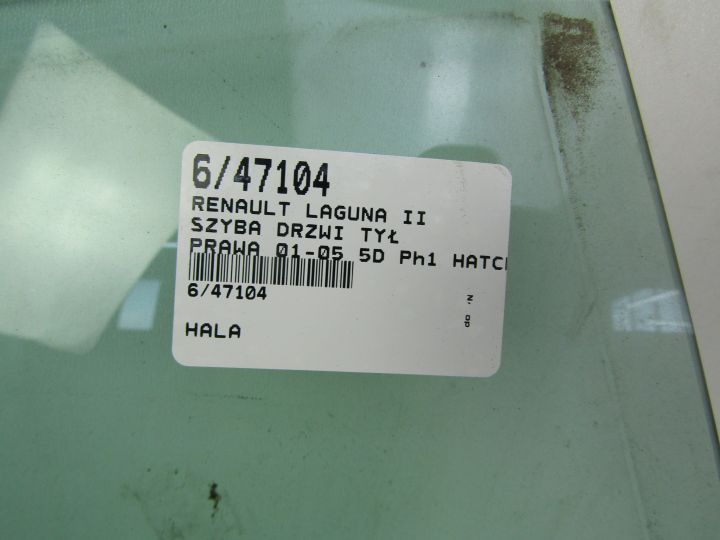 6/47104
RENAULT LAGUNA II
SZYBA DRZWI TYŁ
PRAWA 01-05 5D Ph1 HATC
6/47104
HALA